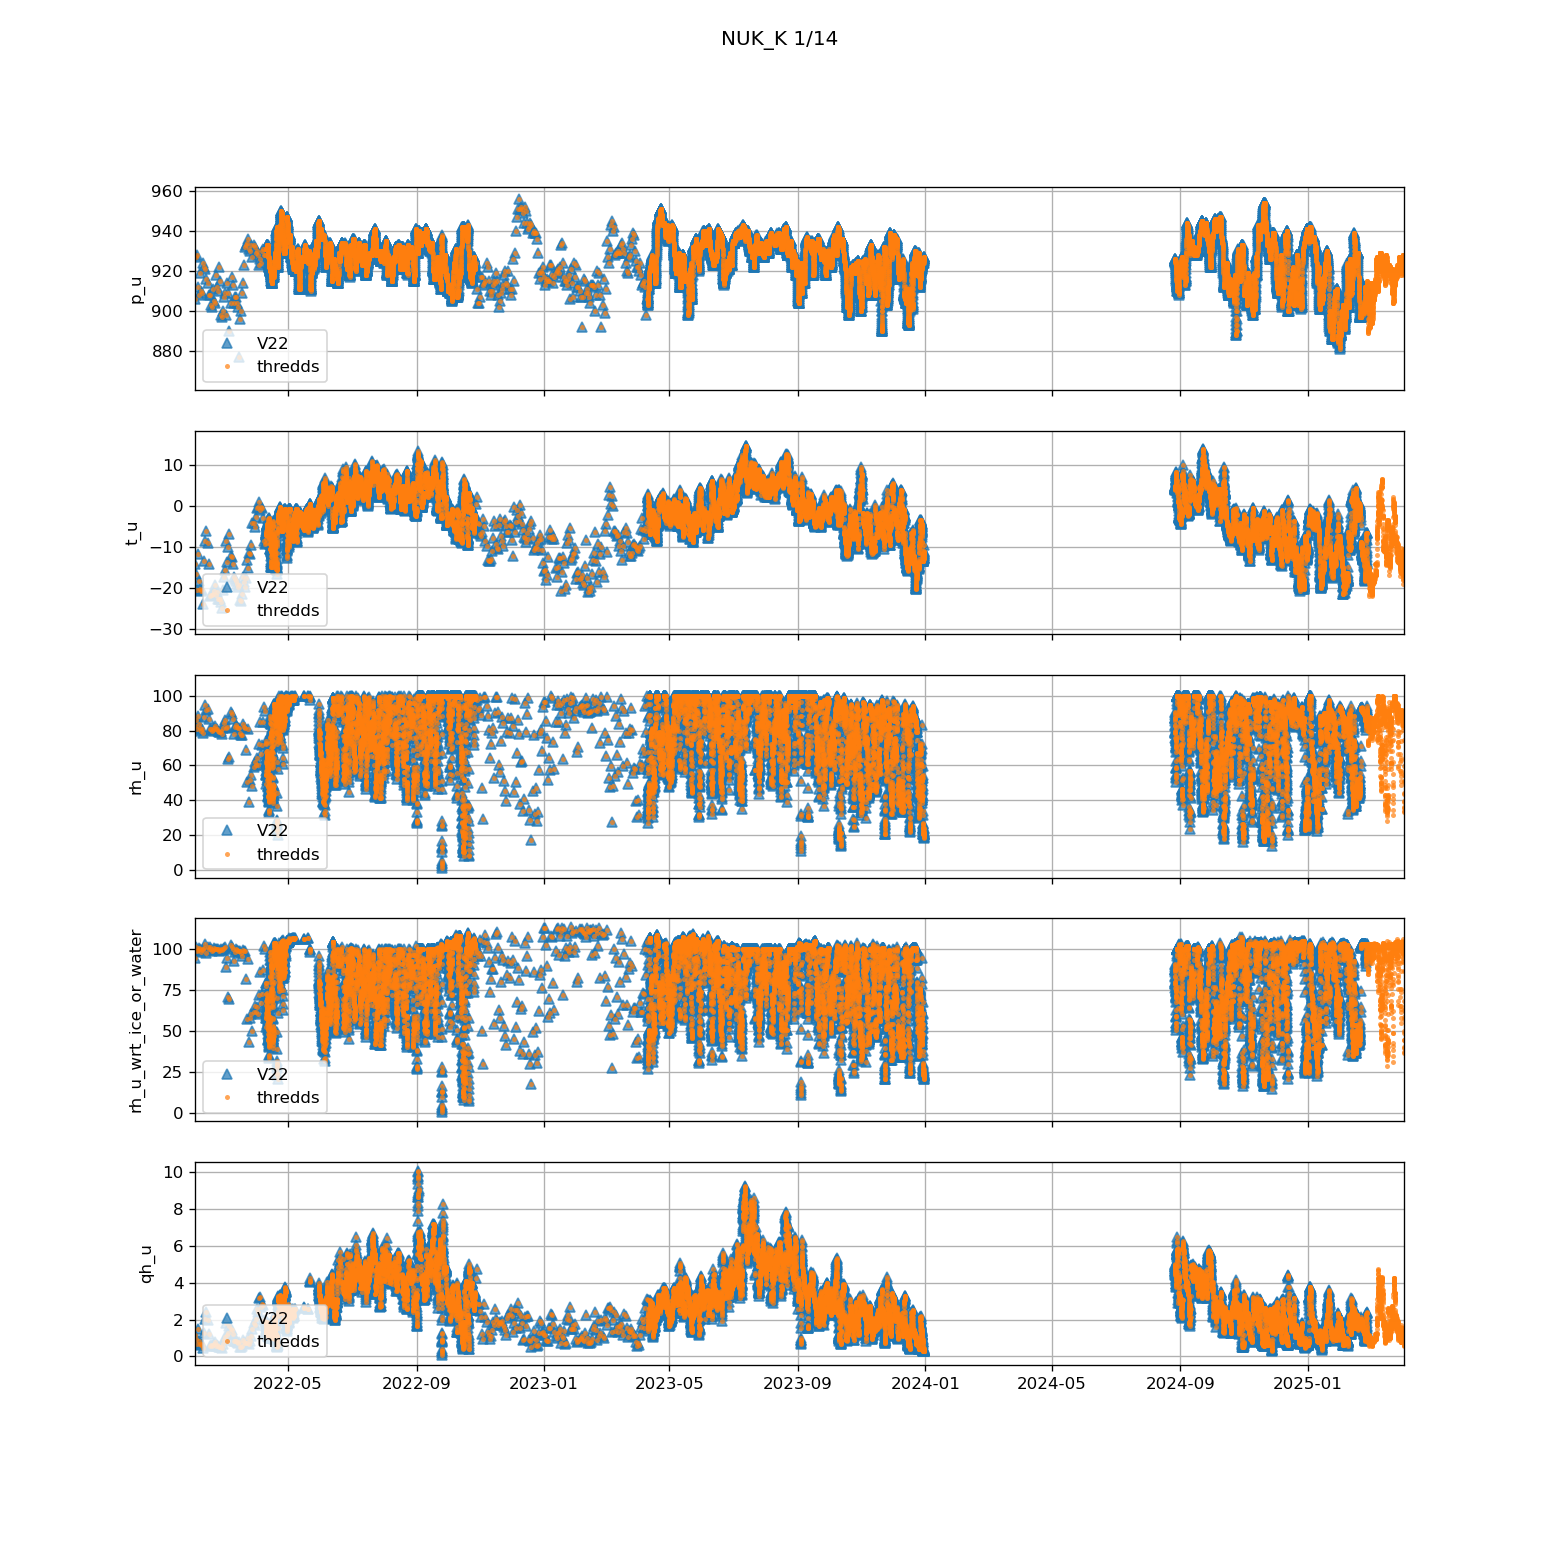 NUK_K 1/14
960
940
920
900
880
p_u
V22
thredds
10
0
−10
−20
−30
t_u
V22
thredds
100
80
60
40
20
0
rh_u
V22
thredds
100
75
50
25
0
rh_u_wrt_ice_or_water
V22
thredds
10
8
6
4
2
0
qh_u
V22
thredds
2022-05 2022-09 2023-01 2023-05 2023-09 2024-01 2024-05 2024-09 2025-01